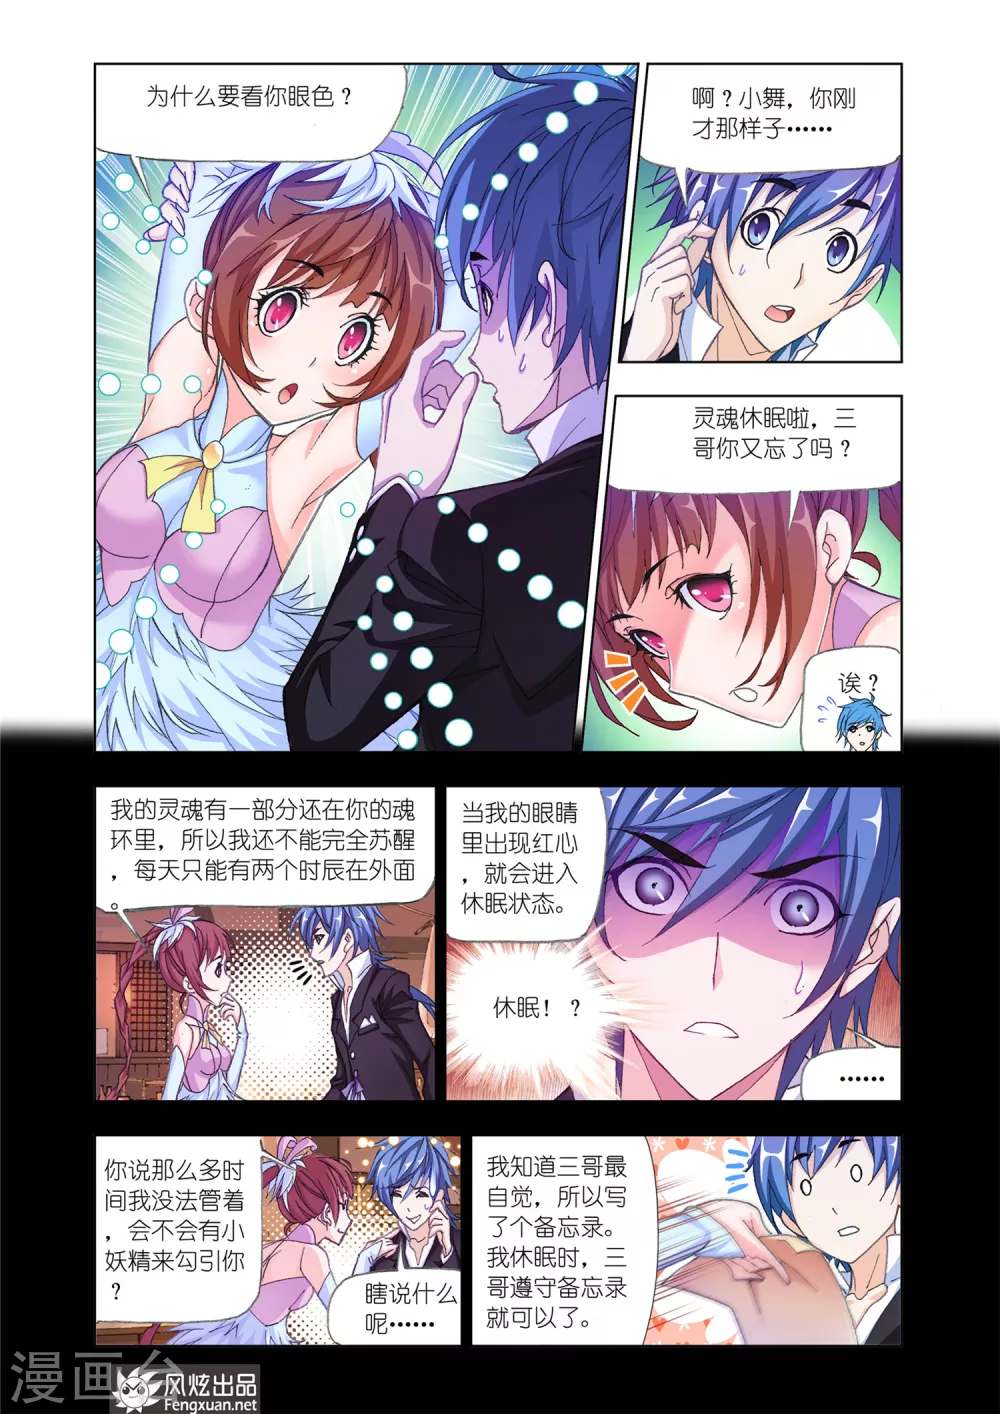 为什么要看你眼色？
啊？小舞，你刚
才那样子……
灵魂休眠啦，三
哥你又忘了吗？
诶？
我的灵魂有一部分还在你的魂
环里，所以我还不能完全苏醒
，每天只能有两个时辰在外面
。
当我的眼睛
里出现红心
，就会进入
休眠状态。
休眠！？
……
你说那么多时
间我没法管着
，会不会有小
妖精来勾引你
？
瞎说什么
呢……
我知道三哥最
自觉，所以写
了个备忘录。
我休眠时，三
哥遵守备忘录
就可以了。
漫画台
风炫出品
Fengxuan.net